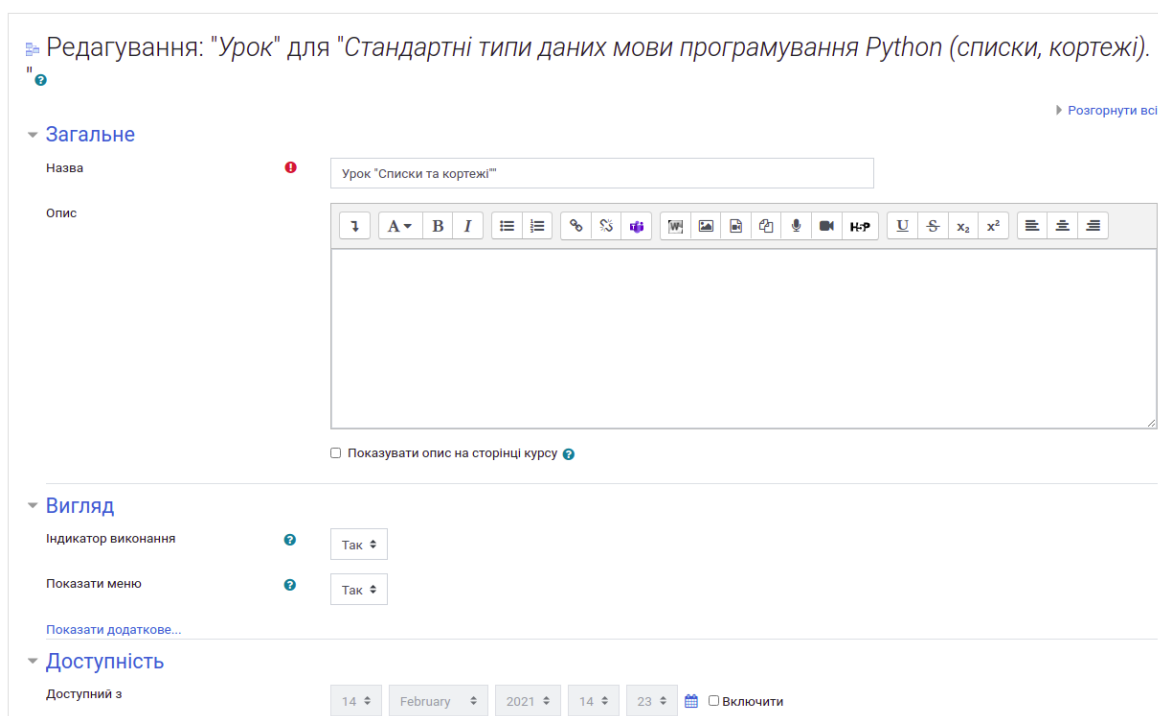 Редагування: "Урок" для "Стандартні типи даних мови програмування Python (списки, кортежі).
"
Розгорнути всі
Загальне
Назва
Урок "Списки та кортежі""
Опис
A B I W H-P U S x₂ x²
Показувати опис на сторінці курсу
Вигляд
Індикатор виконання
Так
Показати меню
Так
Показати додаткове...
Доступність
Доступний з
14 February 2021 14 23 Включити